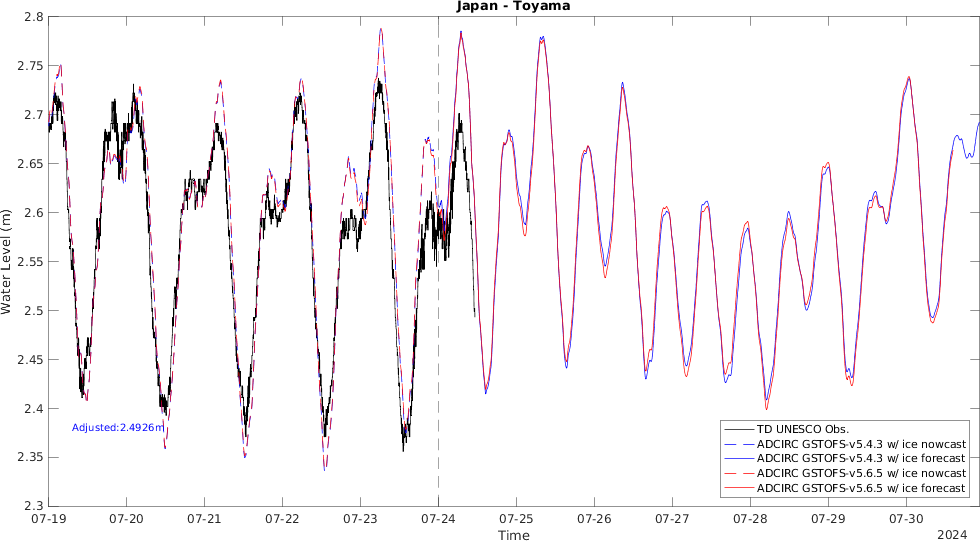 Japan - Toyama
Water Level (m)
2.8
2.75
2.7
2.65
2.6
2.55
2.5
2.45
2.4
2.35
2.3
Adjusted:2.4926m
TD UNESCO Obs.
ADCIRC GSTOFS-v5.4.3 w/ ice nowcast
ADCIRC GSTOFS-v5.4.3 w/ ice forecast
ADCIRC GSTOFS-v5.6.5 w/ ice nowcast
ADCIRC GSTOFS-v5.6.5 w/ ice forecast
07-19 07-20 07-21 07-22 07-23 07-24 07-25 07-26 07-27 07-28 07-29 07-30
Time
2024